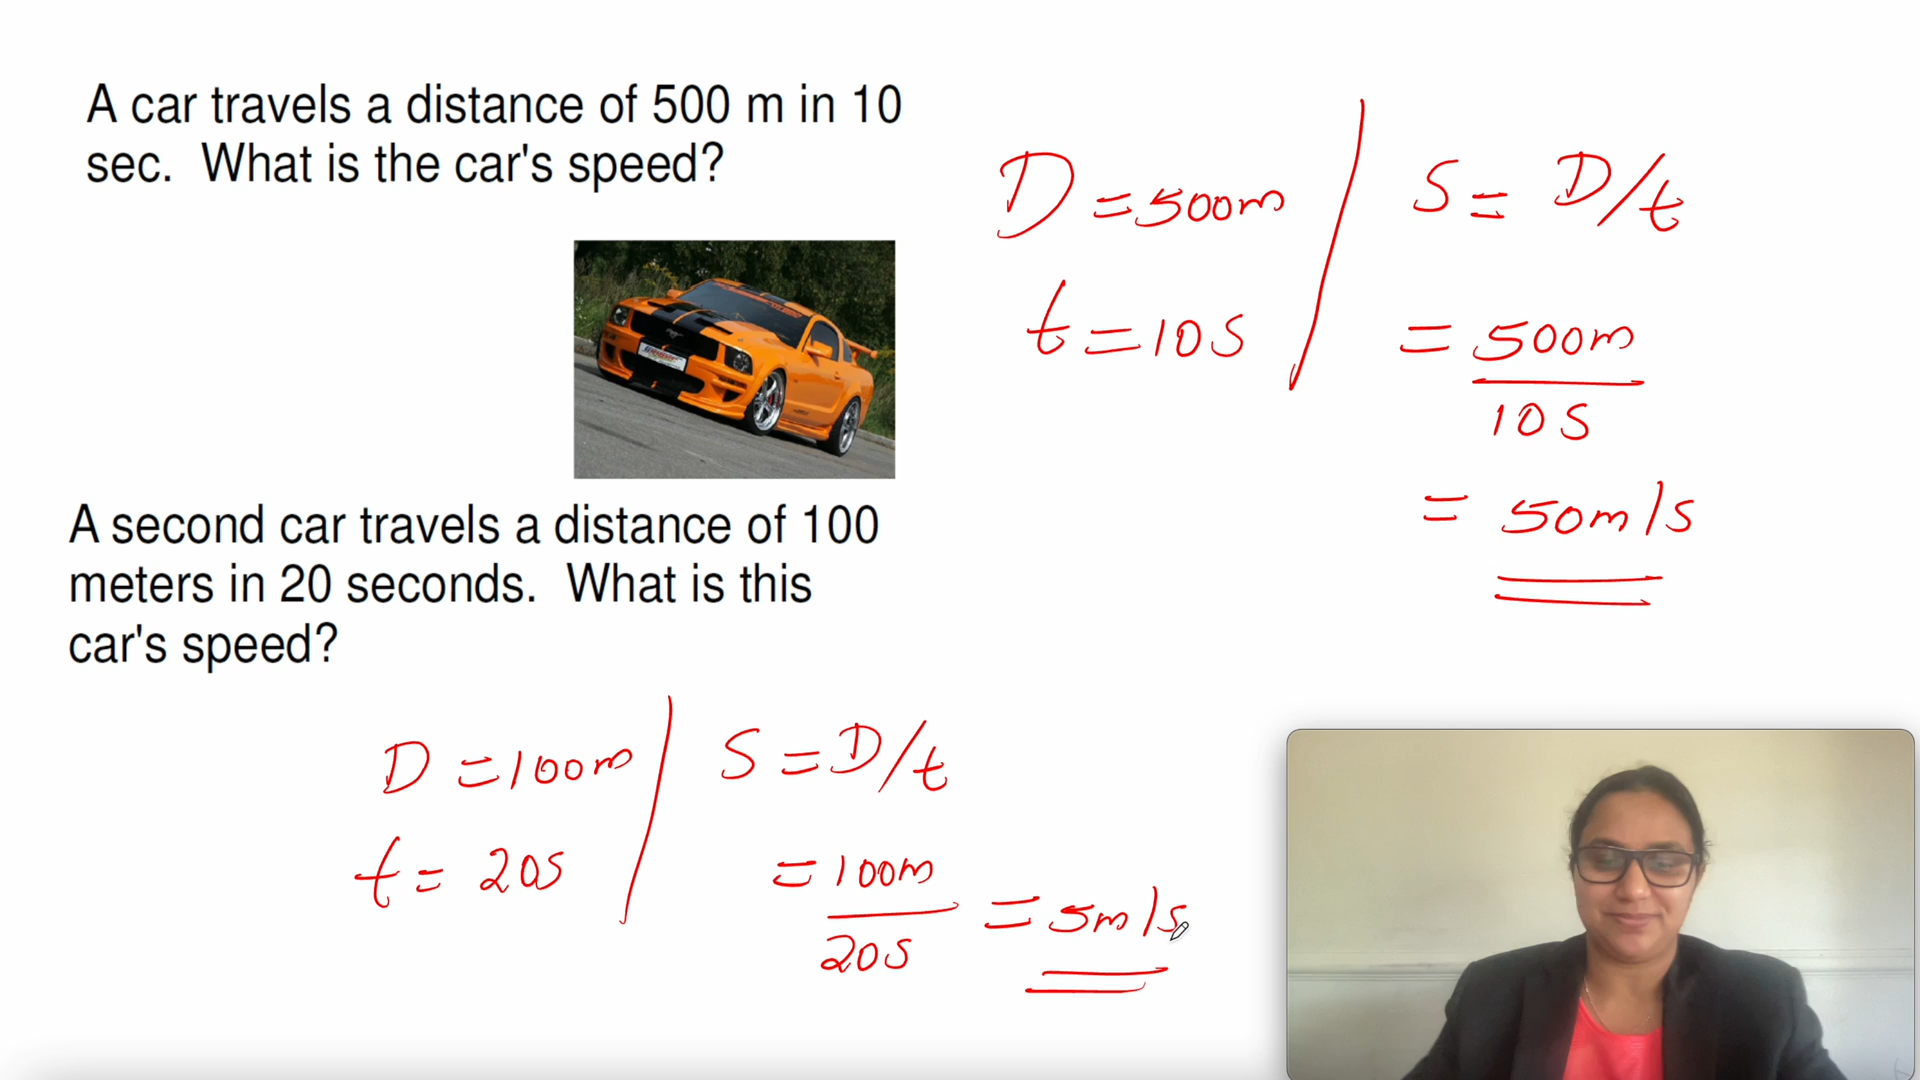 A car travels a distance of 500 m in 10
sec. What is the car's speed?
D = 500m
t = 10s
S = D/t
= 500m
10s
= 50m/s
A second car travels a distance of 100
meters in 20 seconds. What is this
car's speed?
D = 100m
t = 20s
S = D/t
= 100m
20s
= 5m/s